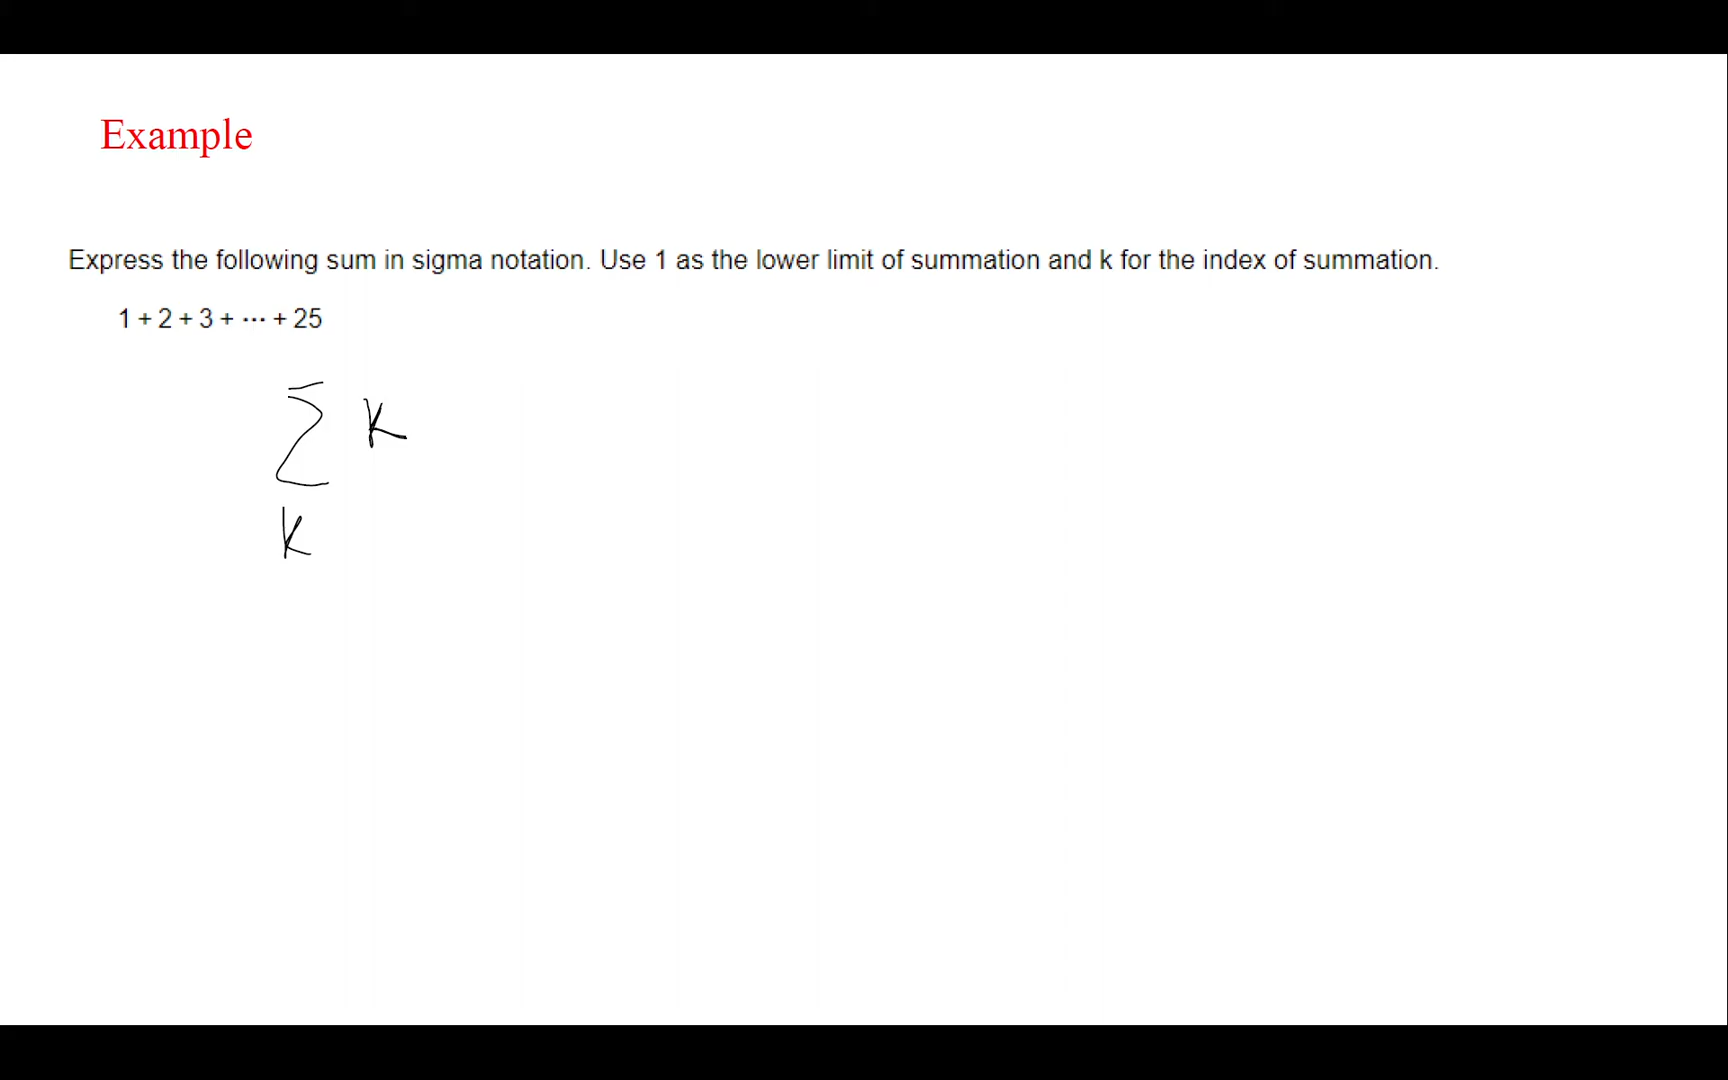 Example
Express the following sum in sigma notation. Use 1 as the lower limit of summation and k for the index of summation.
1 + 2 + 3 + ··· + 25
∑ k
k